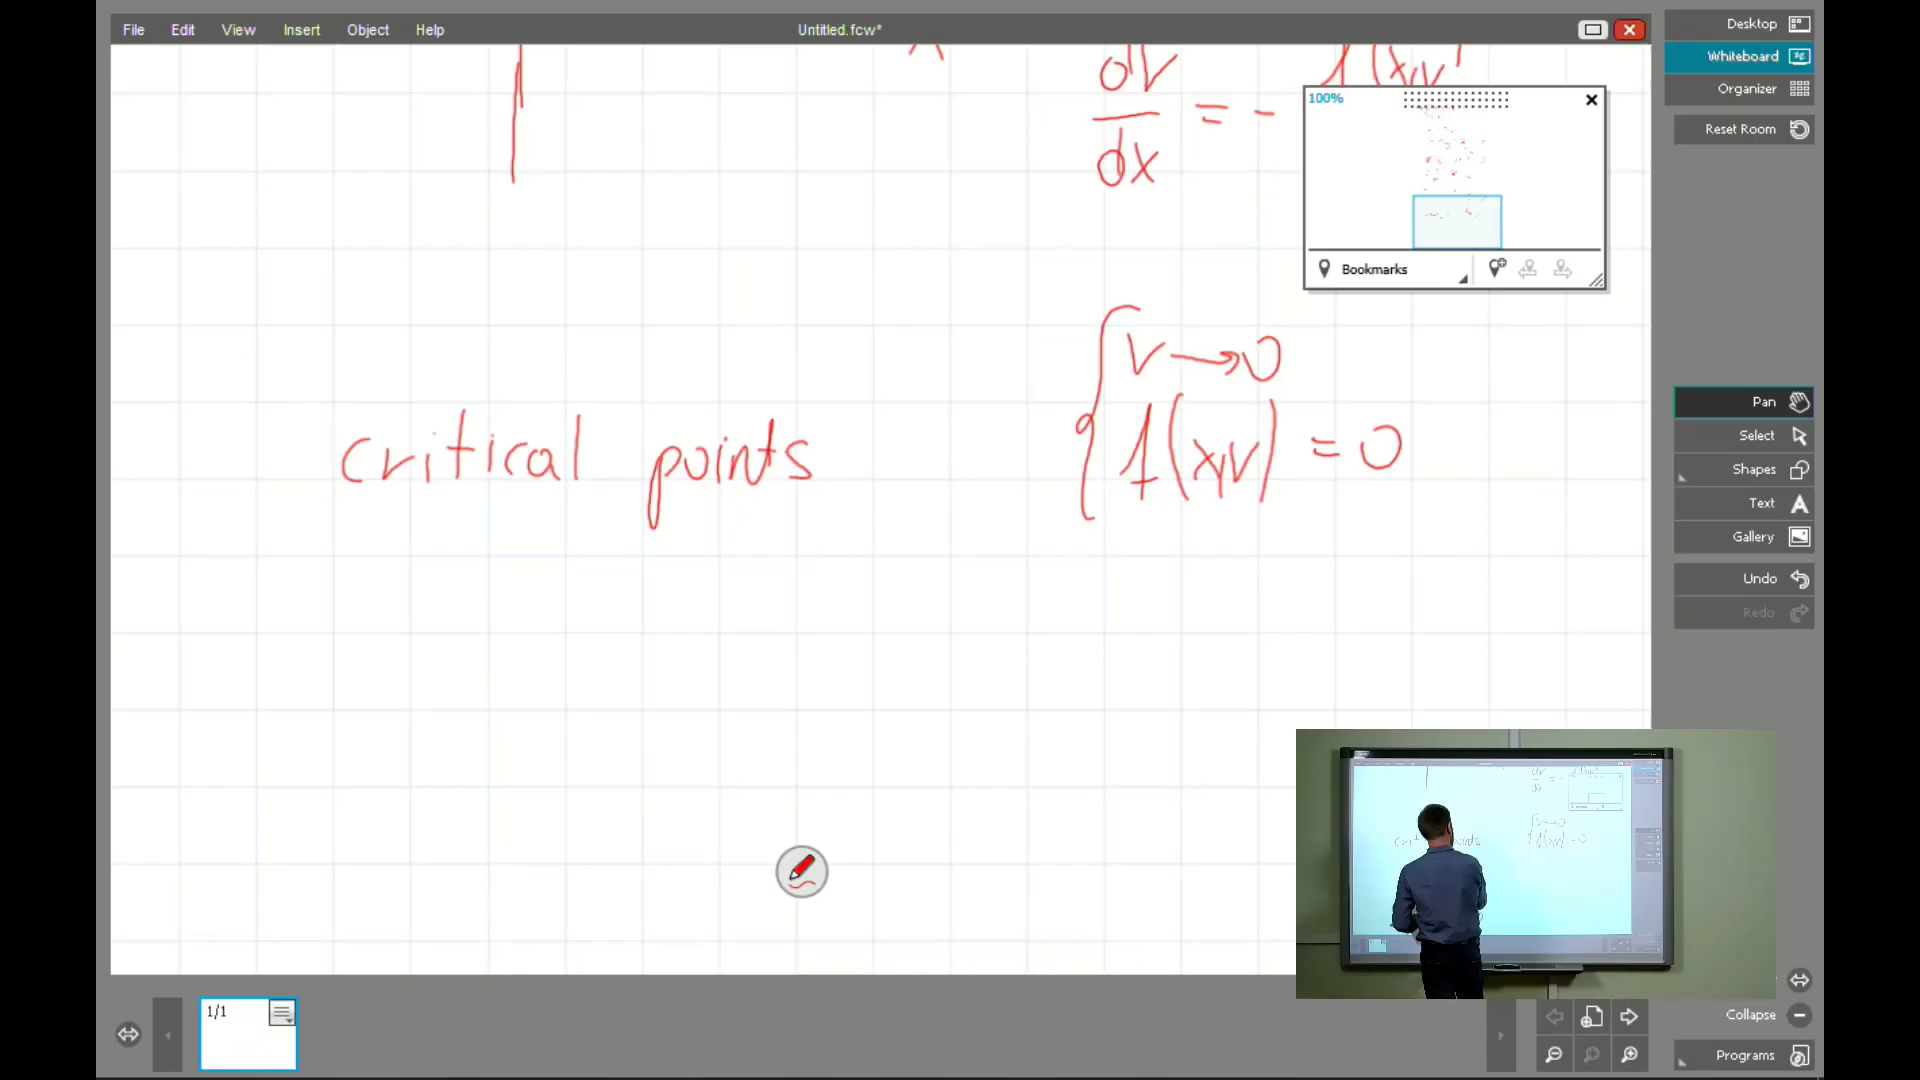 File Edit View Insert Object Help
Untitled.fcw*
Desktop
Whiteboard
Organizer
Reset Room
dv
— = -
dx
f(x,v)
100%
Bookmarks
v → 0
f(x,v) = 0
critical points
Pan
Select
Shapes
Text
Gallery
Undo
Redo
1/1
Collapse
Programs